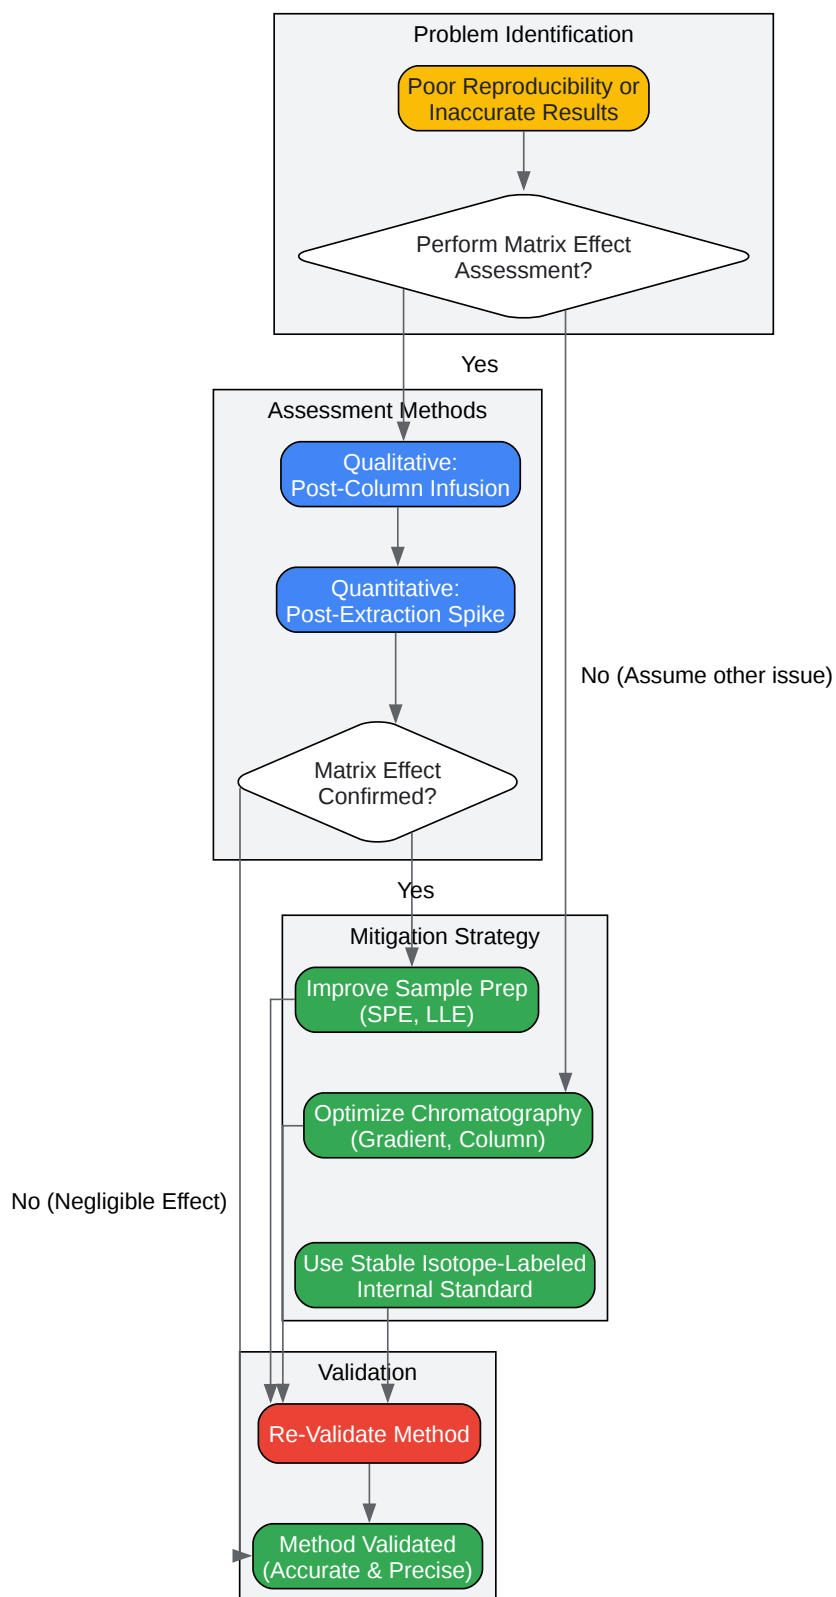 Problem Identification
Poor Reproducibility or
Inaccurate Results
Perform Matrix Effect
Assessment?
Yes
Assessment Methods
Qualitative:
Post-Column Infusion
Quantitative:
Post-Extraction Spike
No (Assume other issue)
Matrix Effect
Confirmed?
Yes
Mitigation Strategy
Improve Sample Prep
(SPE, LLE)
Optimize Chromatography
(Gradient, Column)
No (Negligible Effect)
Use Stable Isotope-Labeled
Internal Standard
Validation
Re-Validate Method
Method Validated
(Accurate & Precise)